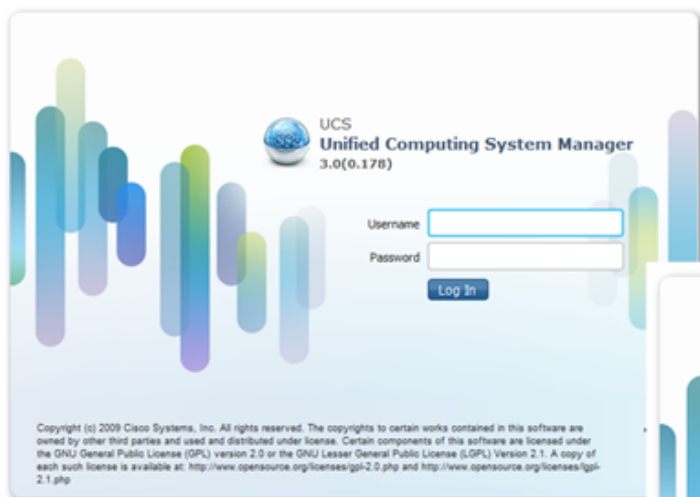 UCS
Unified Computing System Manager
3.0(0.178)
Username
Password
Log In
Copyright (c) 2009 Cisco Systems, Inc. All rights reserved. The copyrights to certain works contained in this software are
owned by other third parties and used and distributed under license. Certain components of this software are licensed under
the GNU General Public License (GPL) version 2.0 or the GNU Lesser General Public License (LGPL) Version 2.1. A copy of
each such license is available at: http://www.opensource.org/licenses/gpl-2.0.php and http://www.opensource.org/licenses/lgpl-
2.1.php